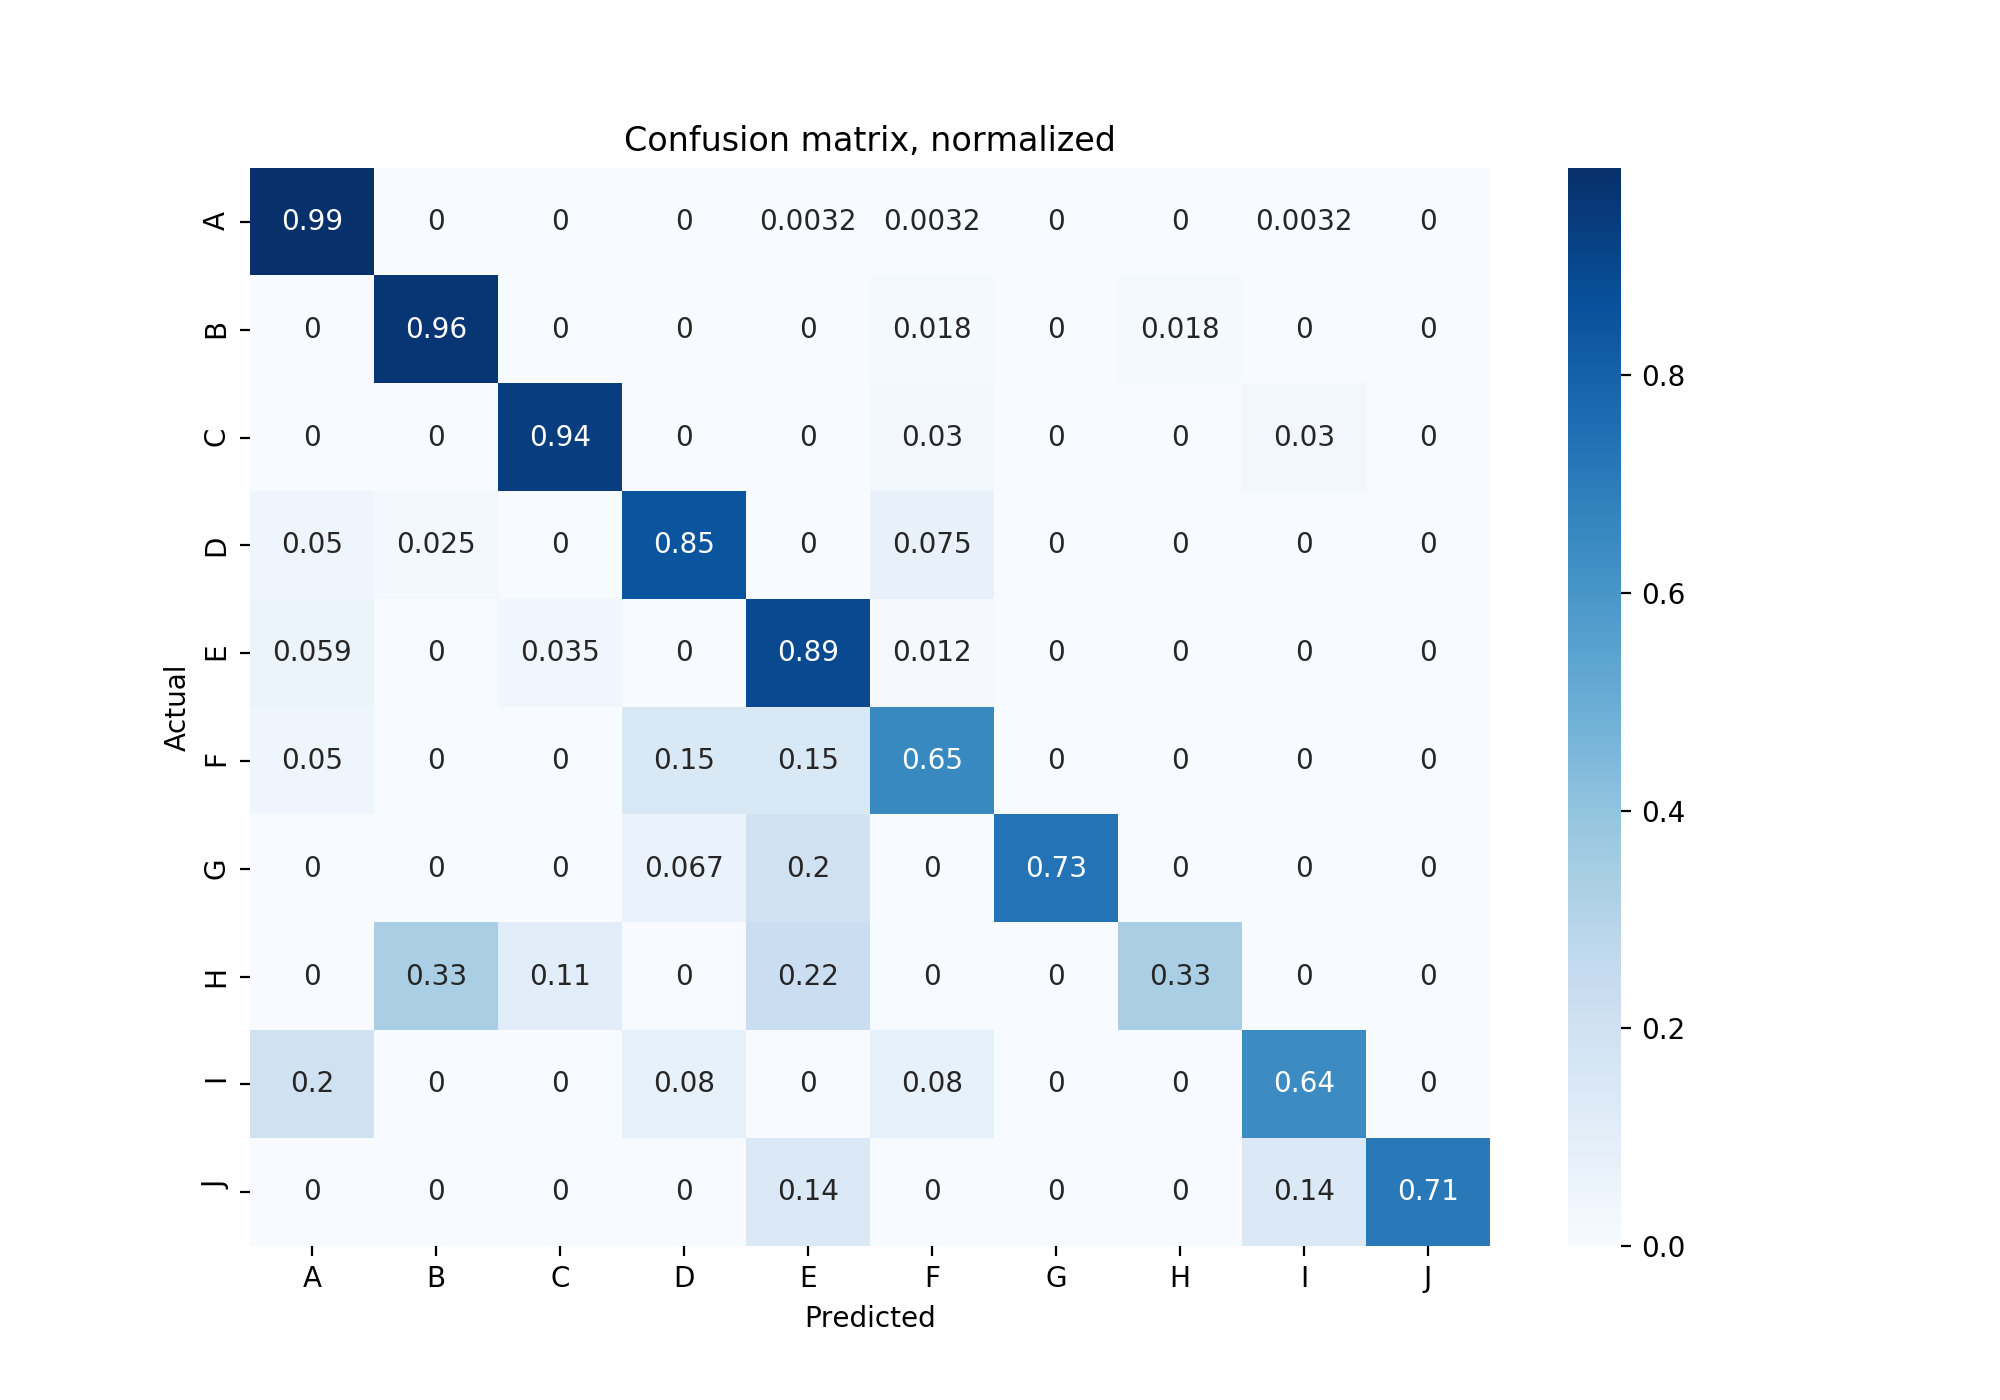 Confusion matrix, normalized
A 0.99 0 0 0 0.0032 0.0032 0 0 0.0032 0
B 0 0.96 0 0 0 0.018 0 0.018 0 0
C 0 0 0.94 0 0 0.03 0 0 0.03 0
D 0.05 0.025 0 0.85 0 0.075 0 0 0 0
E 0.059 0 0.035 0 0.89 0.012 0 0 0 0
F 0.05 0 0 0.15 0.15 0.65 0 0 0 0
G 0 0 0 0.067 0.2 0 0.73 0 0 0
H 0 0.33 0.11 0 0.22 0 0 0.33 0 0
I 0.2 0 0 0.08 0 0.08 0 0 0.64 0
J 0 0 0 0 0.14 0 0 0 0.14 0.71
A B C D E F G H I J
Predicted
Actual
0.8
0.6
0.4
0.2
0.0